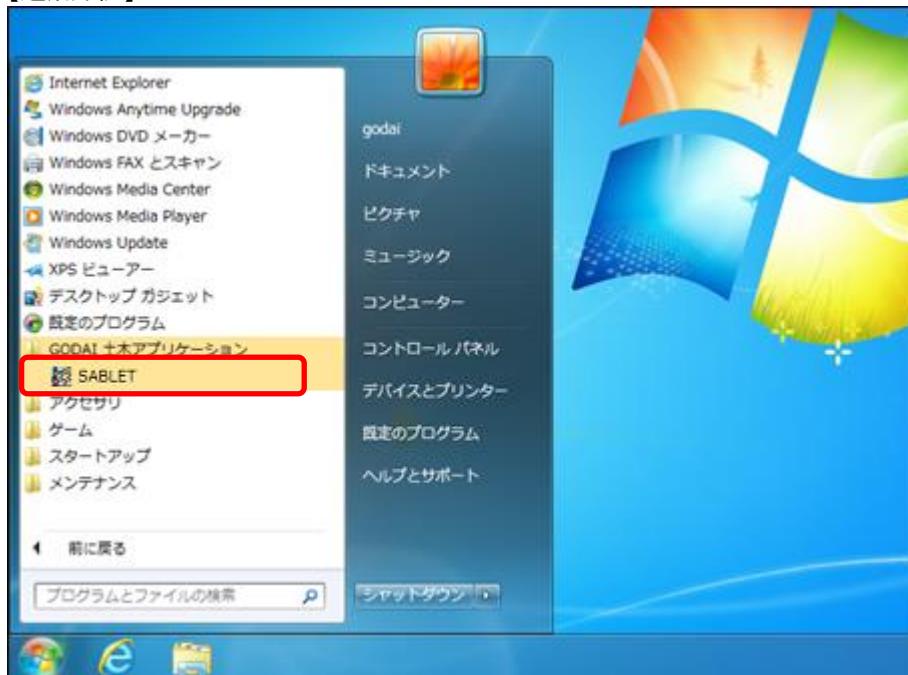 Internet Explorer
Windows Anytime Upgrade
Windows DVD メーカー
Windows FAX とスキャン
Windows Media Center
Windows Media Player
Windows Update
XPS ビューアー
デスクトップ ガジェット
既定のプログラム
GODAI 土木アプリケーション
SABLET
アクセサリ
ゲーム
スタートアップ
メンテナンス
前に戻る
プログラムとファイルの検索
godai
ドキュメント
ピクチャ
ミュージック
コンピューター
コントロール パネル
デバイスとプリンター
既定のプログラム
ヘルプとサポート
シャットダウン